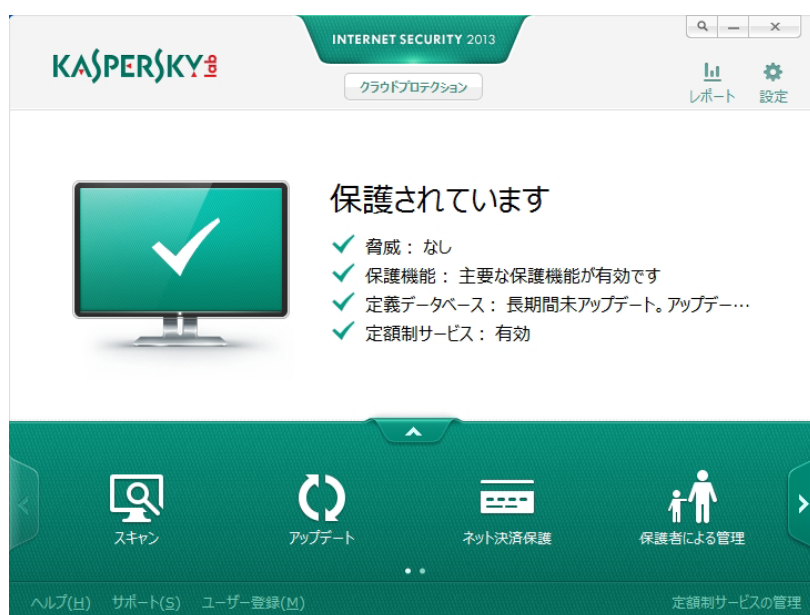 INTERNET SECURITY 2013
KASPERSKY lab
クラウドプロテクション
レポート
設定
保護されています
脅威 : なし
保護機能 : 主要な保護機能が有効です
定義データベース : 長期間未アップデート。アップデー…
定額制サービス : 有効
スキャン
アップデート
ネット決済保護
保護者による管理
ヘルプ(H) サポート(S) ユーザー登録(M) 定額制サービスの管理